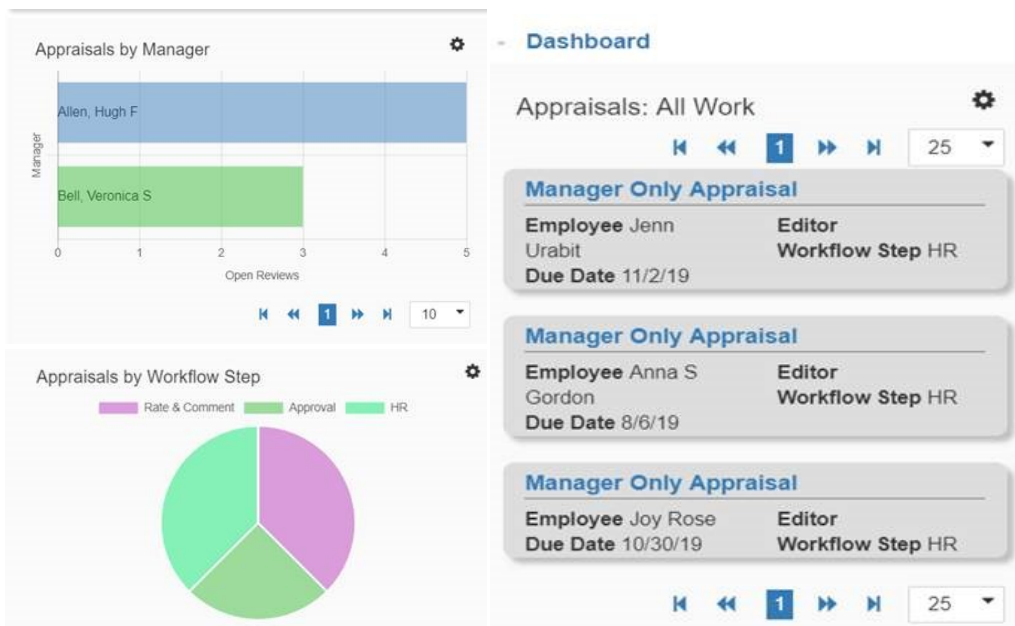 Appraisals by Manager
Allen, Hugh F
Bell, Veronica S
Manager
0 1 2 3 4 5
Open Reviews
1 10
Appraisals by Workflow Step
Rate & Comment Approval HR
- Dashboard
Appraisals: All Work
1 25
Manager Only Appraisal
Employee Jenn Editor
Urabit Workflow Step HR
Due Date 11/2/19
Manager Only Appraisal
Employee Anna S Editor
Gordon Workflow Step HR
Due Date 8/6/19
Manager Only Appraisal
Employee Joy Rose Editor
Due Date 10/30/19 Workflow Step HR
1 25